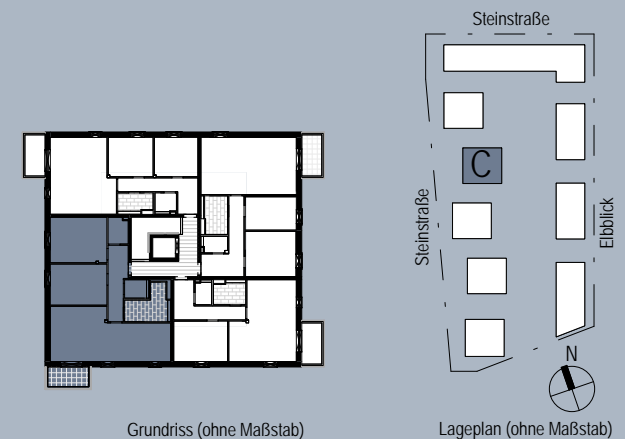 Steinstraße
C
Steinstraße
Elbblick
N
Grundriss (ohne Maßstab)
Lageplan (ohne Maßstab)